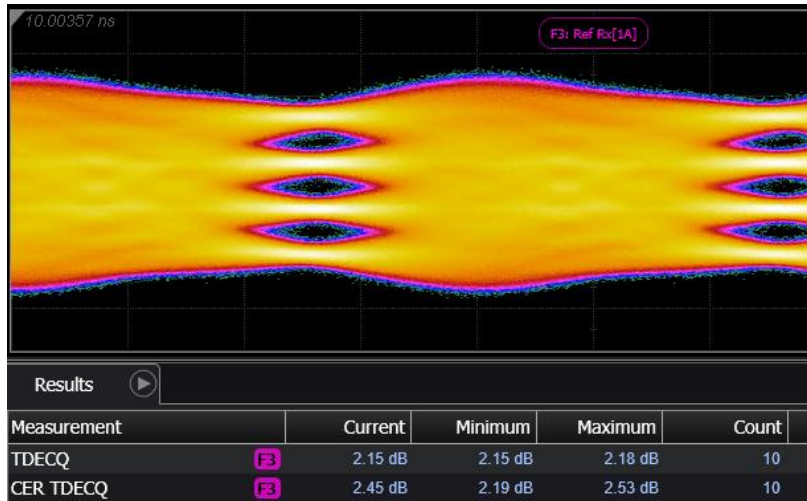 10.00357 ns
F3: Ref Rx[1A]
Results
Measurement Current Minimum Maximum Count
TDECQ F3 2.15 dB 2.15 dB 2.18 dB 10
CER TDECQ F3 2.45 dB 2.19 dB 2.53 dB 10